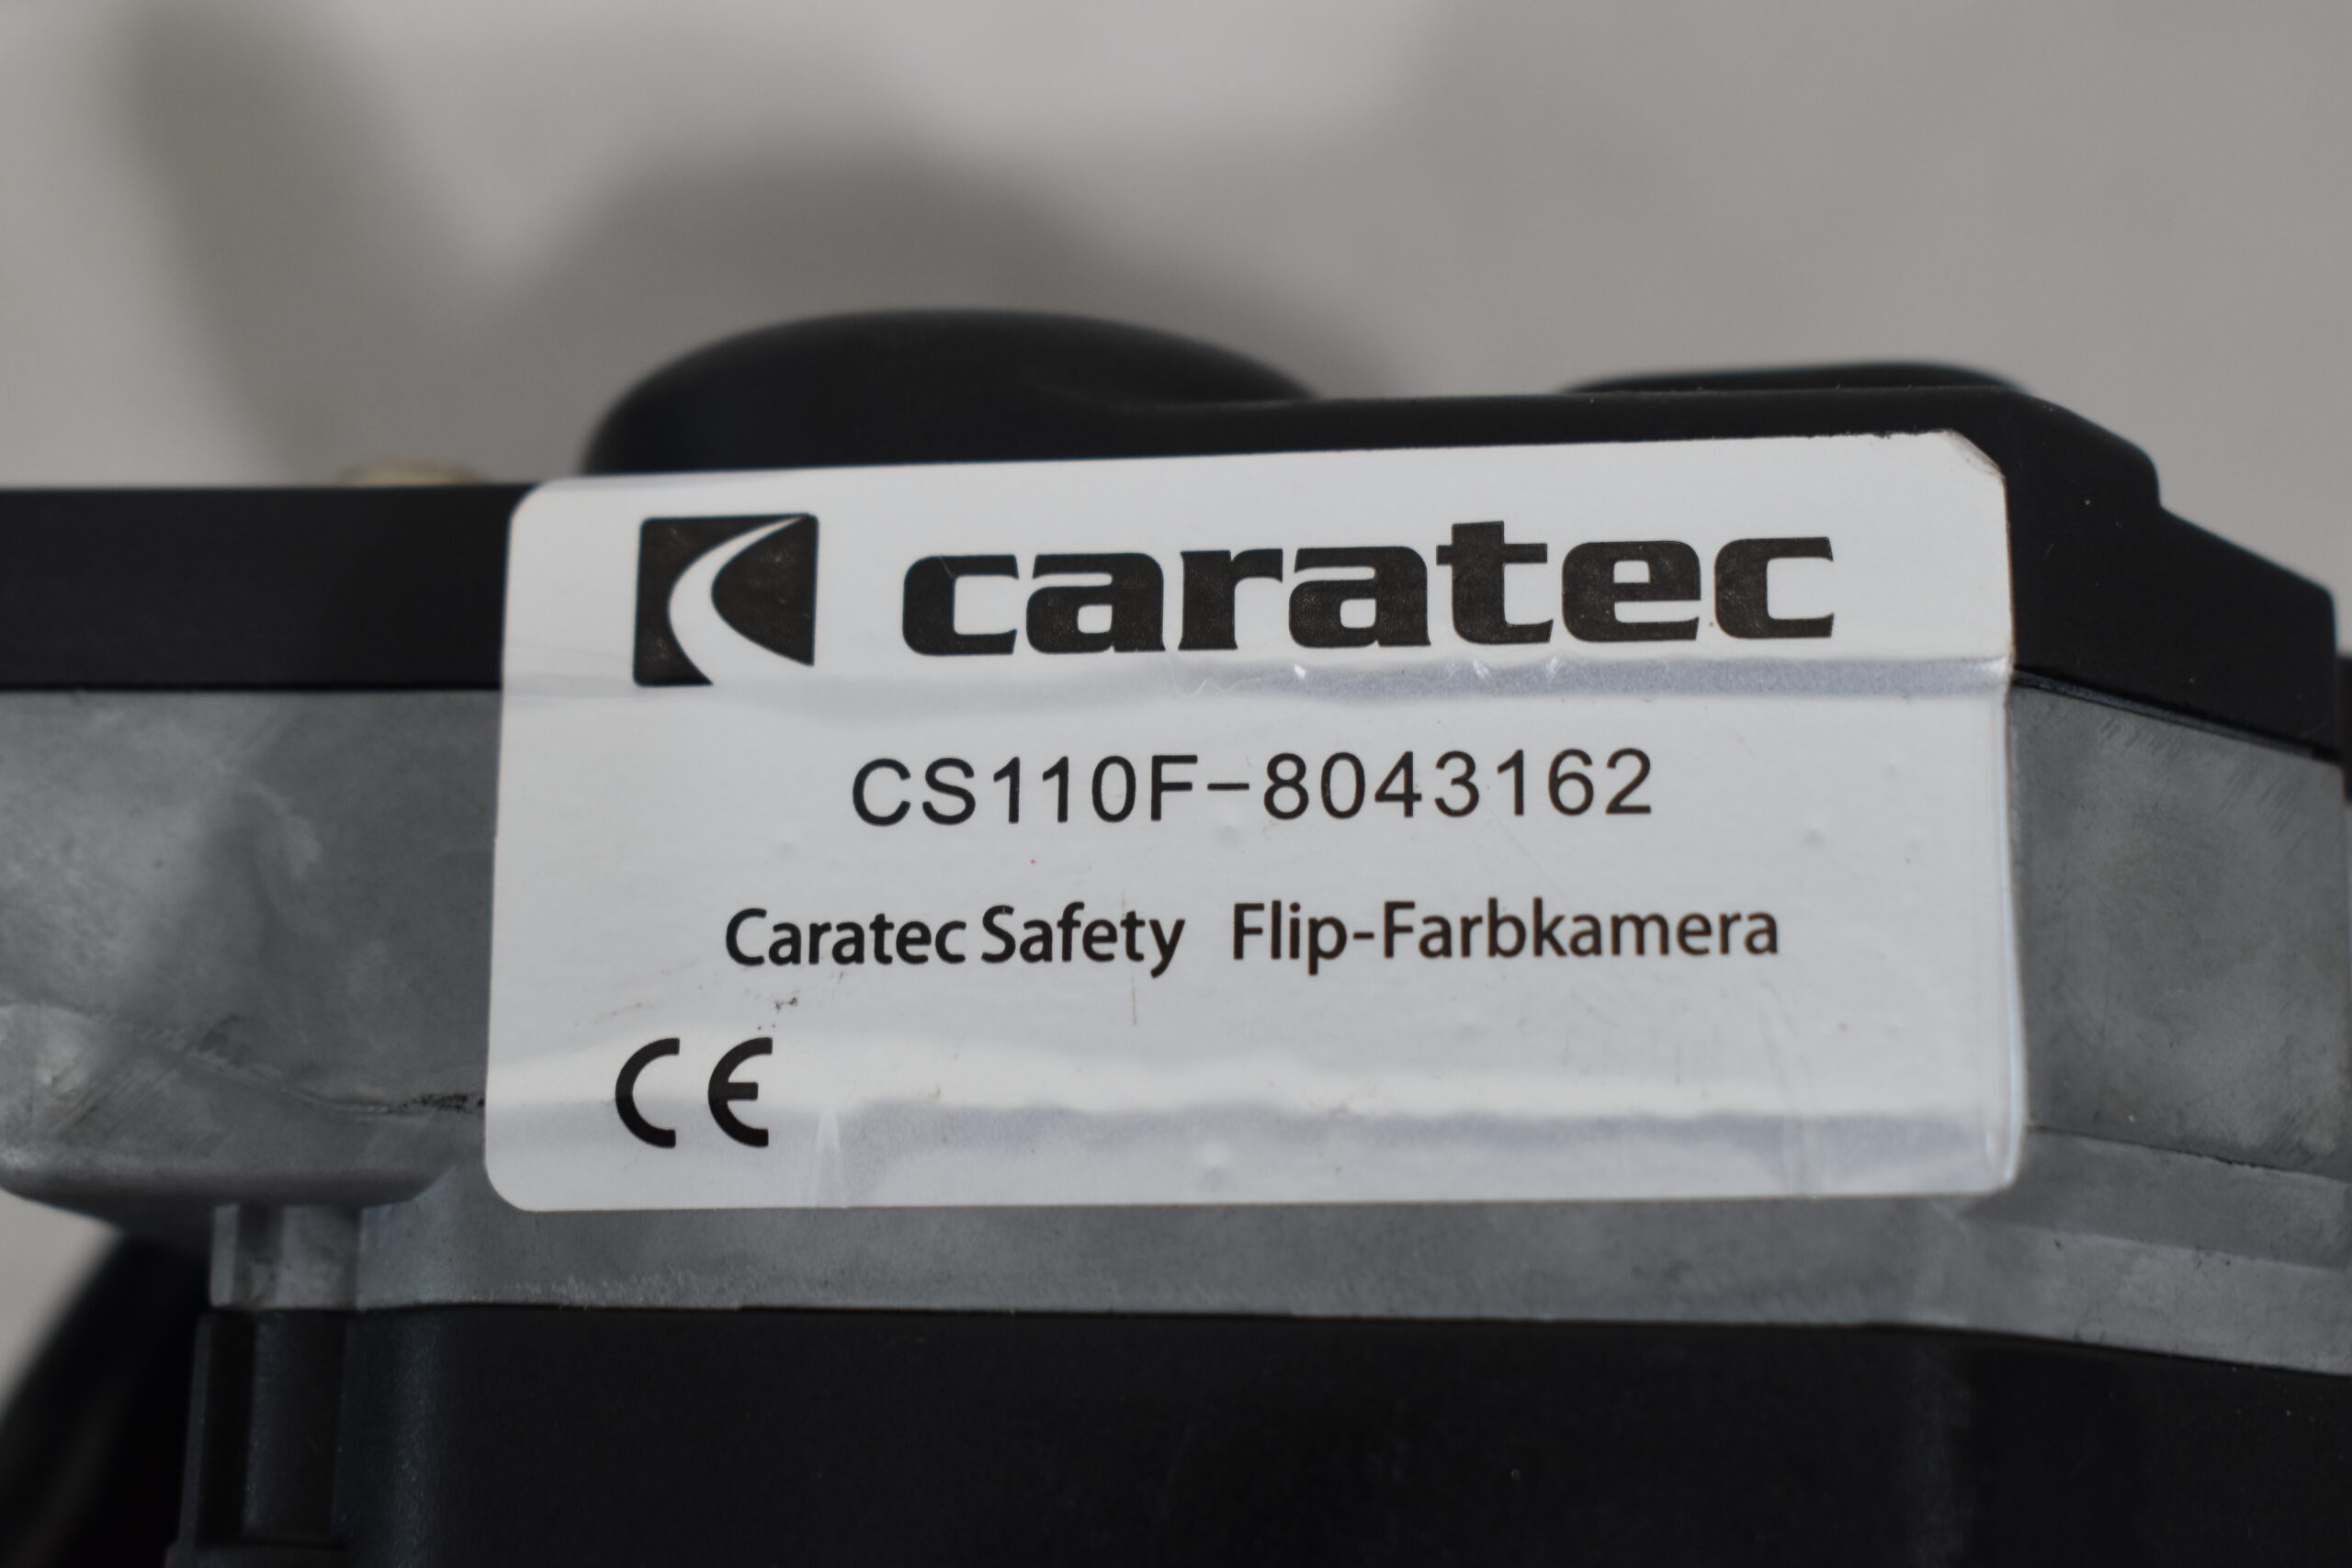 caratec
CS110F-8043162
Caratec Safety Flip-Farbkamera
CE